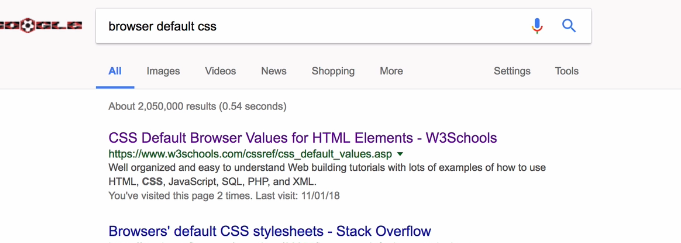 browser default css
All Images Videos News Shopping More Settings Tools
About 2,050,000 results (0.54 seconds)
CSS Default Browser Values for HTML Elements - W3Schools
https://www.w3schools.com/cssref/css_default_values.asp
Well organized and easy to understand Web building tutorials with lots of examples of how to use
HTML, CSS, JavaScript, SQL, PHP, and XML.
You've visited this page 2 times. Last visit: 11/01/18
Browsers' default CSS stylesheets - Stack Overflow